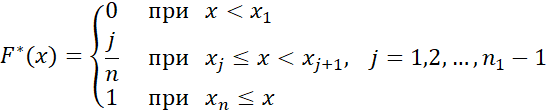 0 при x < x₁
F*(x) = { j/n при xⱼ ≤ x < xⱼ₊₁, j = 1,2, …, n₁ − 1
1 при xₙ ≤ x